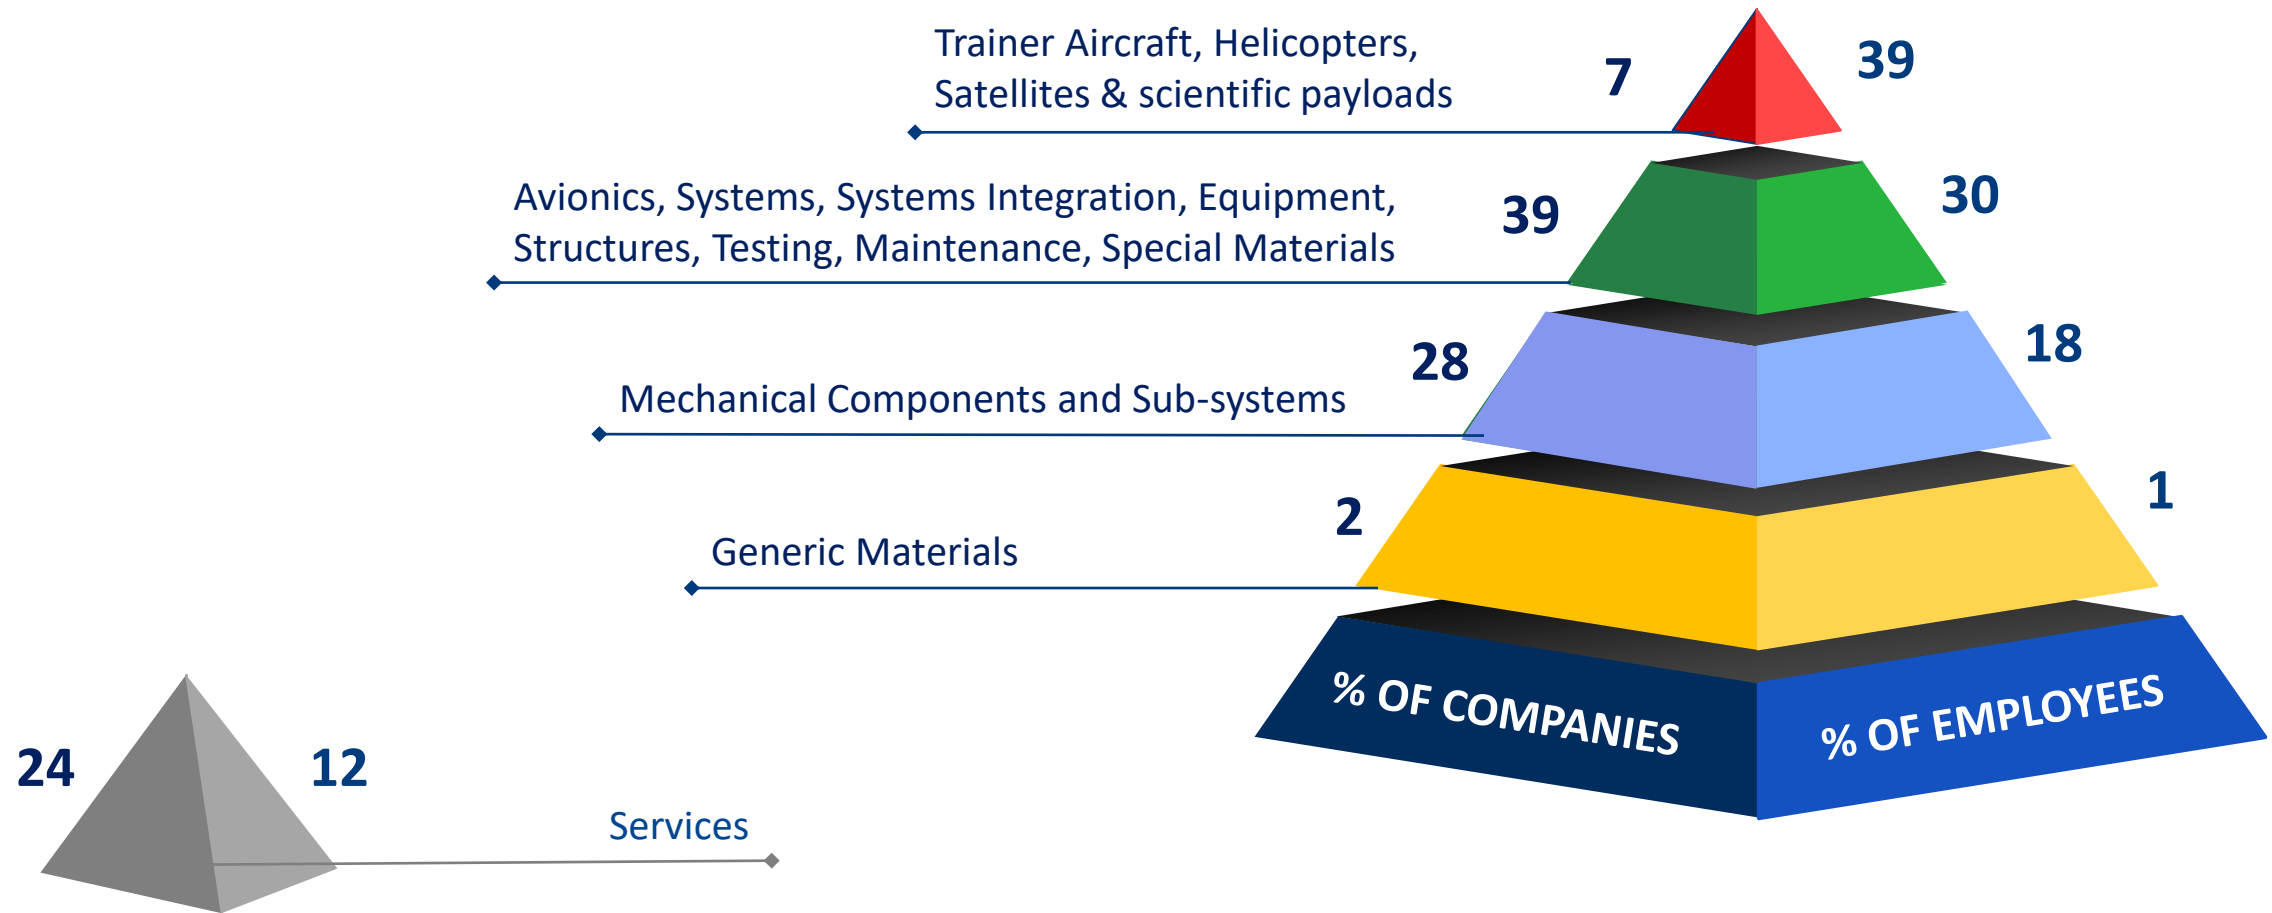 Trainer Aircraft, Helicopters,
Satellites & scientific payloads
7
39
Avionics, Systems, Systems Integration, Equipment,
Structures, Testing, Maintenance, Special Materials
39
30
Mechanical Components and Sub-systems
28
18
Generic Materials
2
1
% OF COMPANIES
% OF EMPLOYEES
24
12
Services